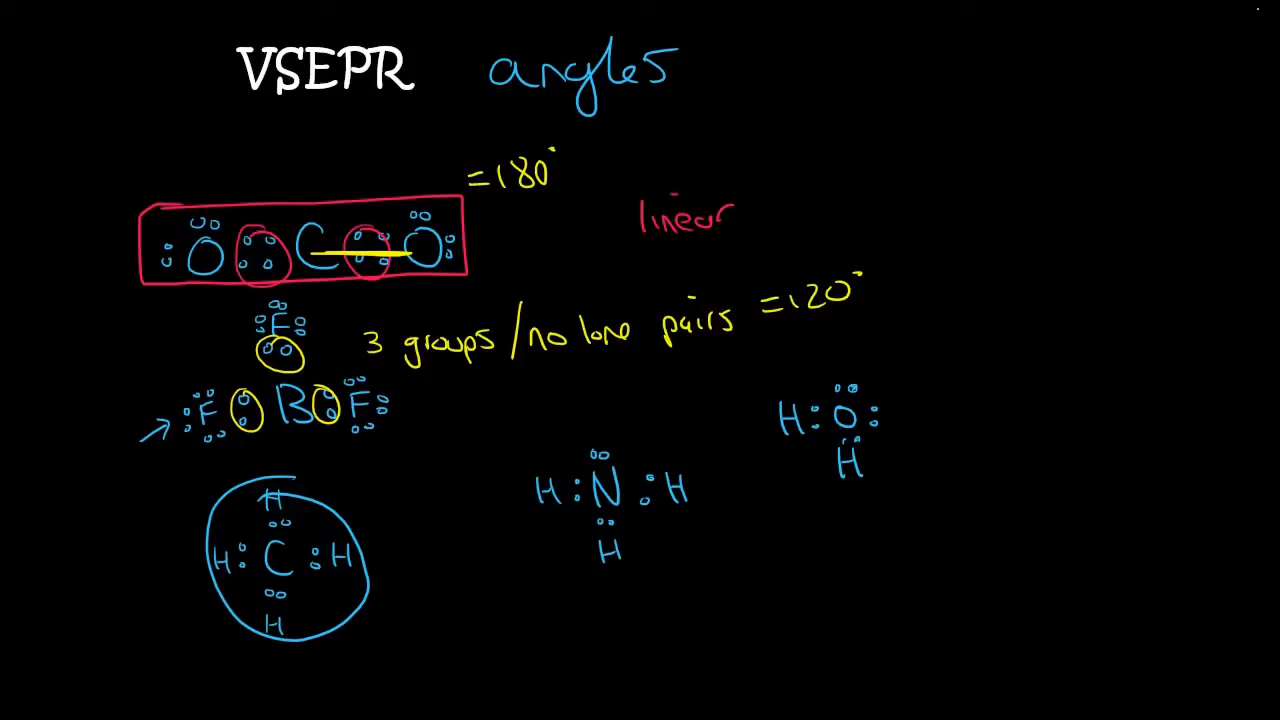 VSEPR angles
= 180°
O C O
linear
F
3 groups / no lone pairs = 120°
F B F
H O
H
H N H
H
H
H C H
H